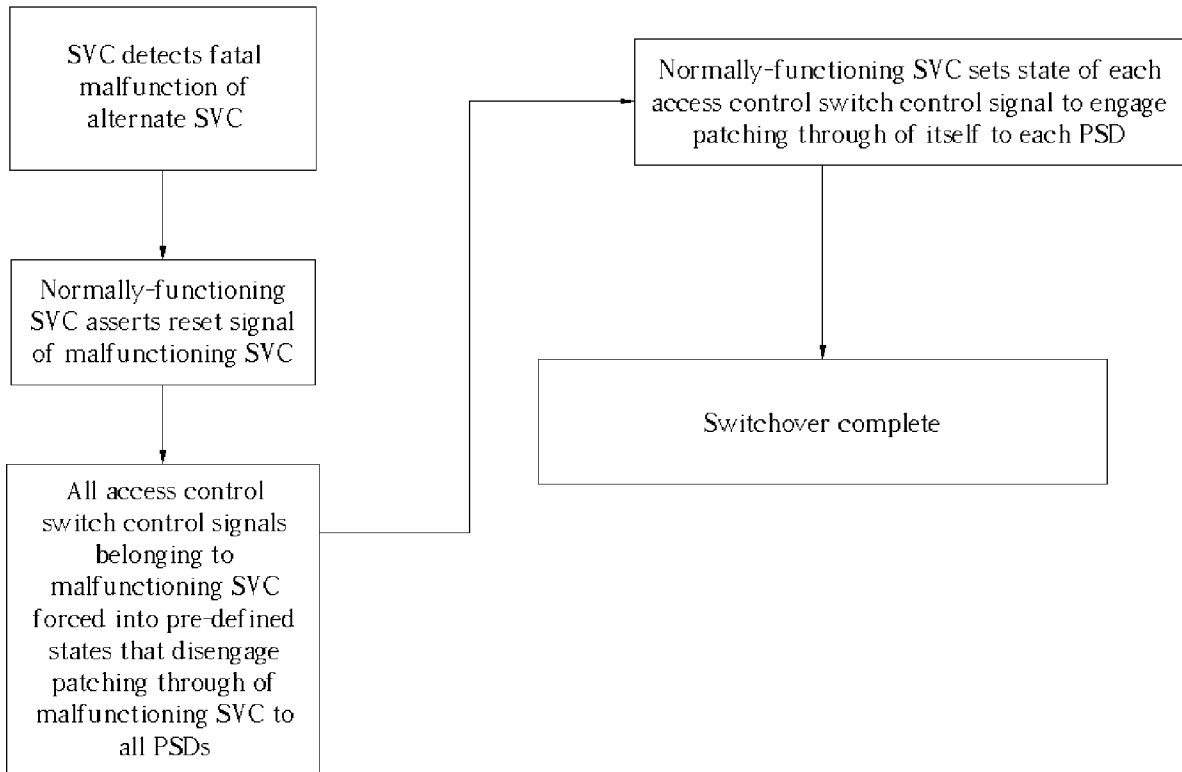 SVC detects fatal
malfunction of
alternate SVC
Normally-functioning
SVC asserts reset signal
of malfunctioning SVC
All access control
switch control signals
belonging to
malfunctioning SVC
forced into pre-defined
states that disengage
patching through of
malfunctioning SVC to
all PSDs
Normally-functioning SVC sets state of each
access control switch control signal to engage
patching through of itself to each PSD
Switchover complete